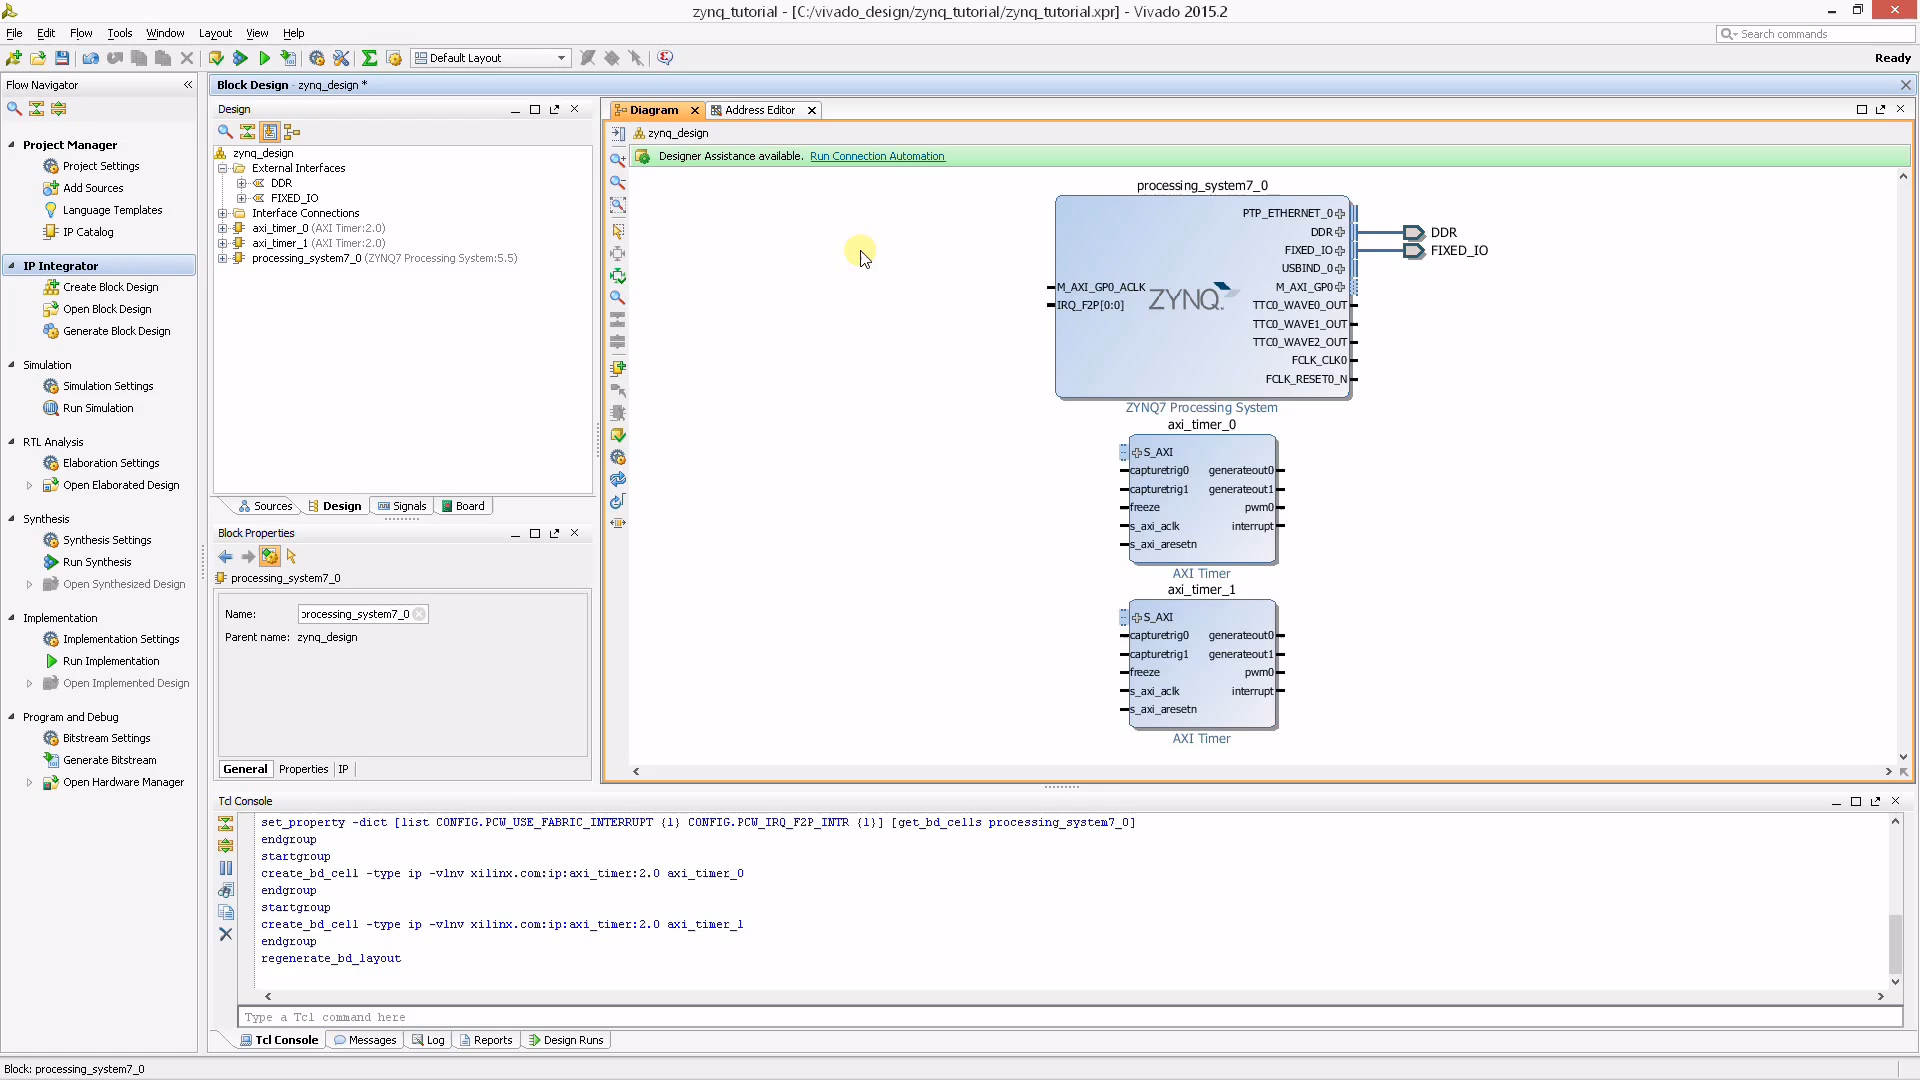 zynq_tutorial - [C:/vivado_design/zynq_tutorial/zynq_tutorial.xpr] - Vivado 2015.2
File Edit Flow Tools Window Layout View Help
Search commands
Default Layout
Ready
Flow Navigator
Project Manager
Project Settings
Add Sources
Language Templates
IP Catalog
IP Integrator
Create Block Design
Open Block Design
Generate Block Design
Simulation
Simulation Settings
Run Simulation
RTL Analysis
Elaboration Settings
Open Elaborated Design
Synthesis
Synthesis Settings
Run Synthesis
Open Synthesized Design
Implementation
Implementation Settings
Run Implementation
Open Implemented Design
Program and Debug
Bitstream Settings
Generate Bitstream
Open Hardware Manager
Block Design - zynq_design *
Design
zynq_design
External Interfaces
DDR
FIXED_IO
Interface Connections
axi_timer_0 (AXI Timer:2.0)
axi_timer_1 (AXI Timer:2.0)
processing_system7_0 (ZYNQ7 Processing System:5.5)
Sources Design Signals Board
Block Properties
processing_system7_0
Name: processing_system7_0
Parent name: zynq_design
General Properties IP
Diagram Address Editor
zynq_design
Designer Assistance available. Run Connection Automation
processing_system7_0
PTP_ETHERNET_0
DDR
FIXED_IO
USBIND_0
M_AXI_GP0
TTC0_WAVE0_OUT
TTC0_WAVE1_OUT
TTC0_WAVE2_OUT
FCLK_CLK0
FCLK_RESET0_N
M_AXI_GP0_ACLK
IRQ_F2P[0:0]
ZYNQ
DDR
FIXED_IO
ZYNQ7 Processing System
axi_timer_0
S_AXI
capturetrig0 generateout0
capturetrig1 generateout1
freeze pwm0
s_axi_aclk interrupt
s_axi_aresetn
AXI Timer
axi_timer_1
S_AXI
capturetrig0 generateout0
capturetrig1 generateout1
freeze pwm0
s_axi_aclk interrupt
s_axi_aresetn
AXI Timer
Tcl Console
set_property -dict [list CONFIG.PCW_USE_FABRIC_INTERRUPT {1} CONFIG.PCW_IRQ_F2P_INTR {1}] [get_bd_cells processing_system7_0]
endgroup
startgroup
create_bd_cell -type ip -vlnv xilinx.com:ip:axi_timer:2.0 axi_timer_0
endgroup
startgroup
create_bd_cell -type ip -vlnv xilinx.com:ip:axi_timer:2.0 axi_timer_1
endgroup
regenerate_bd_layout
Type a Tcl command here
Tcl Console Messages Log Reports Design Runs
Block: processing_system7_0